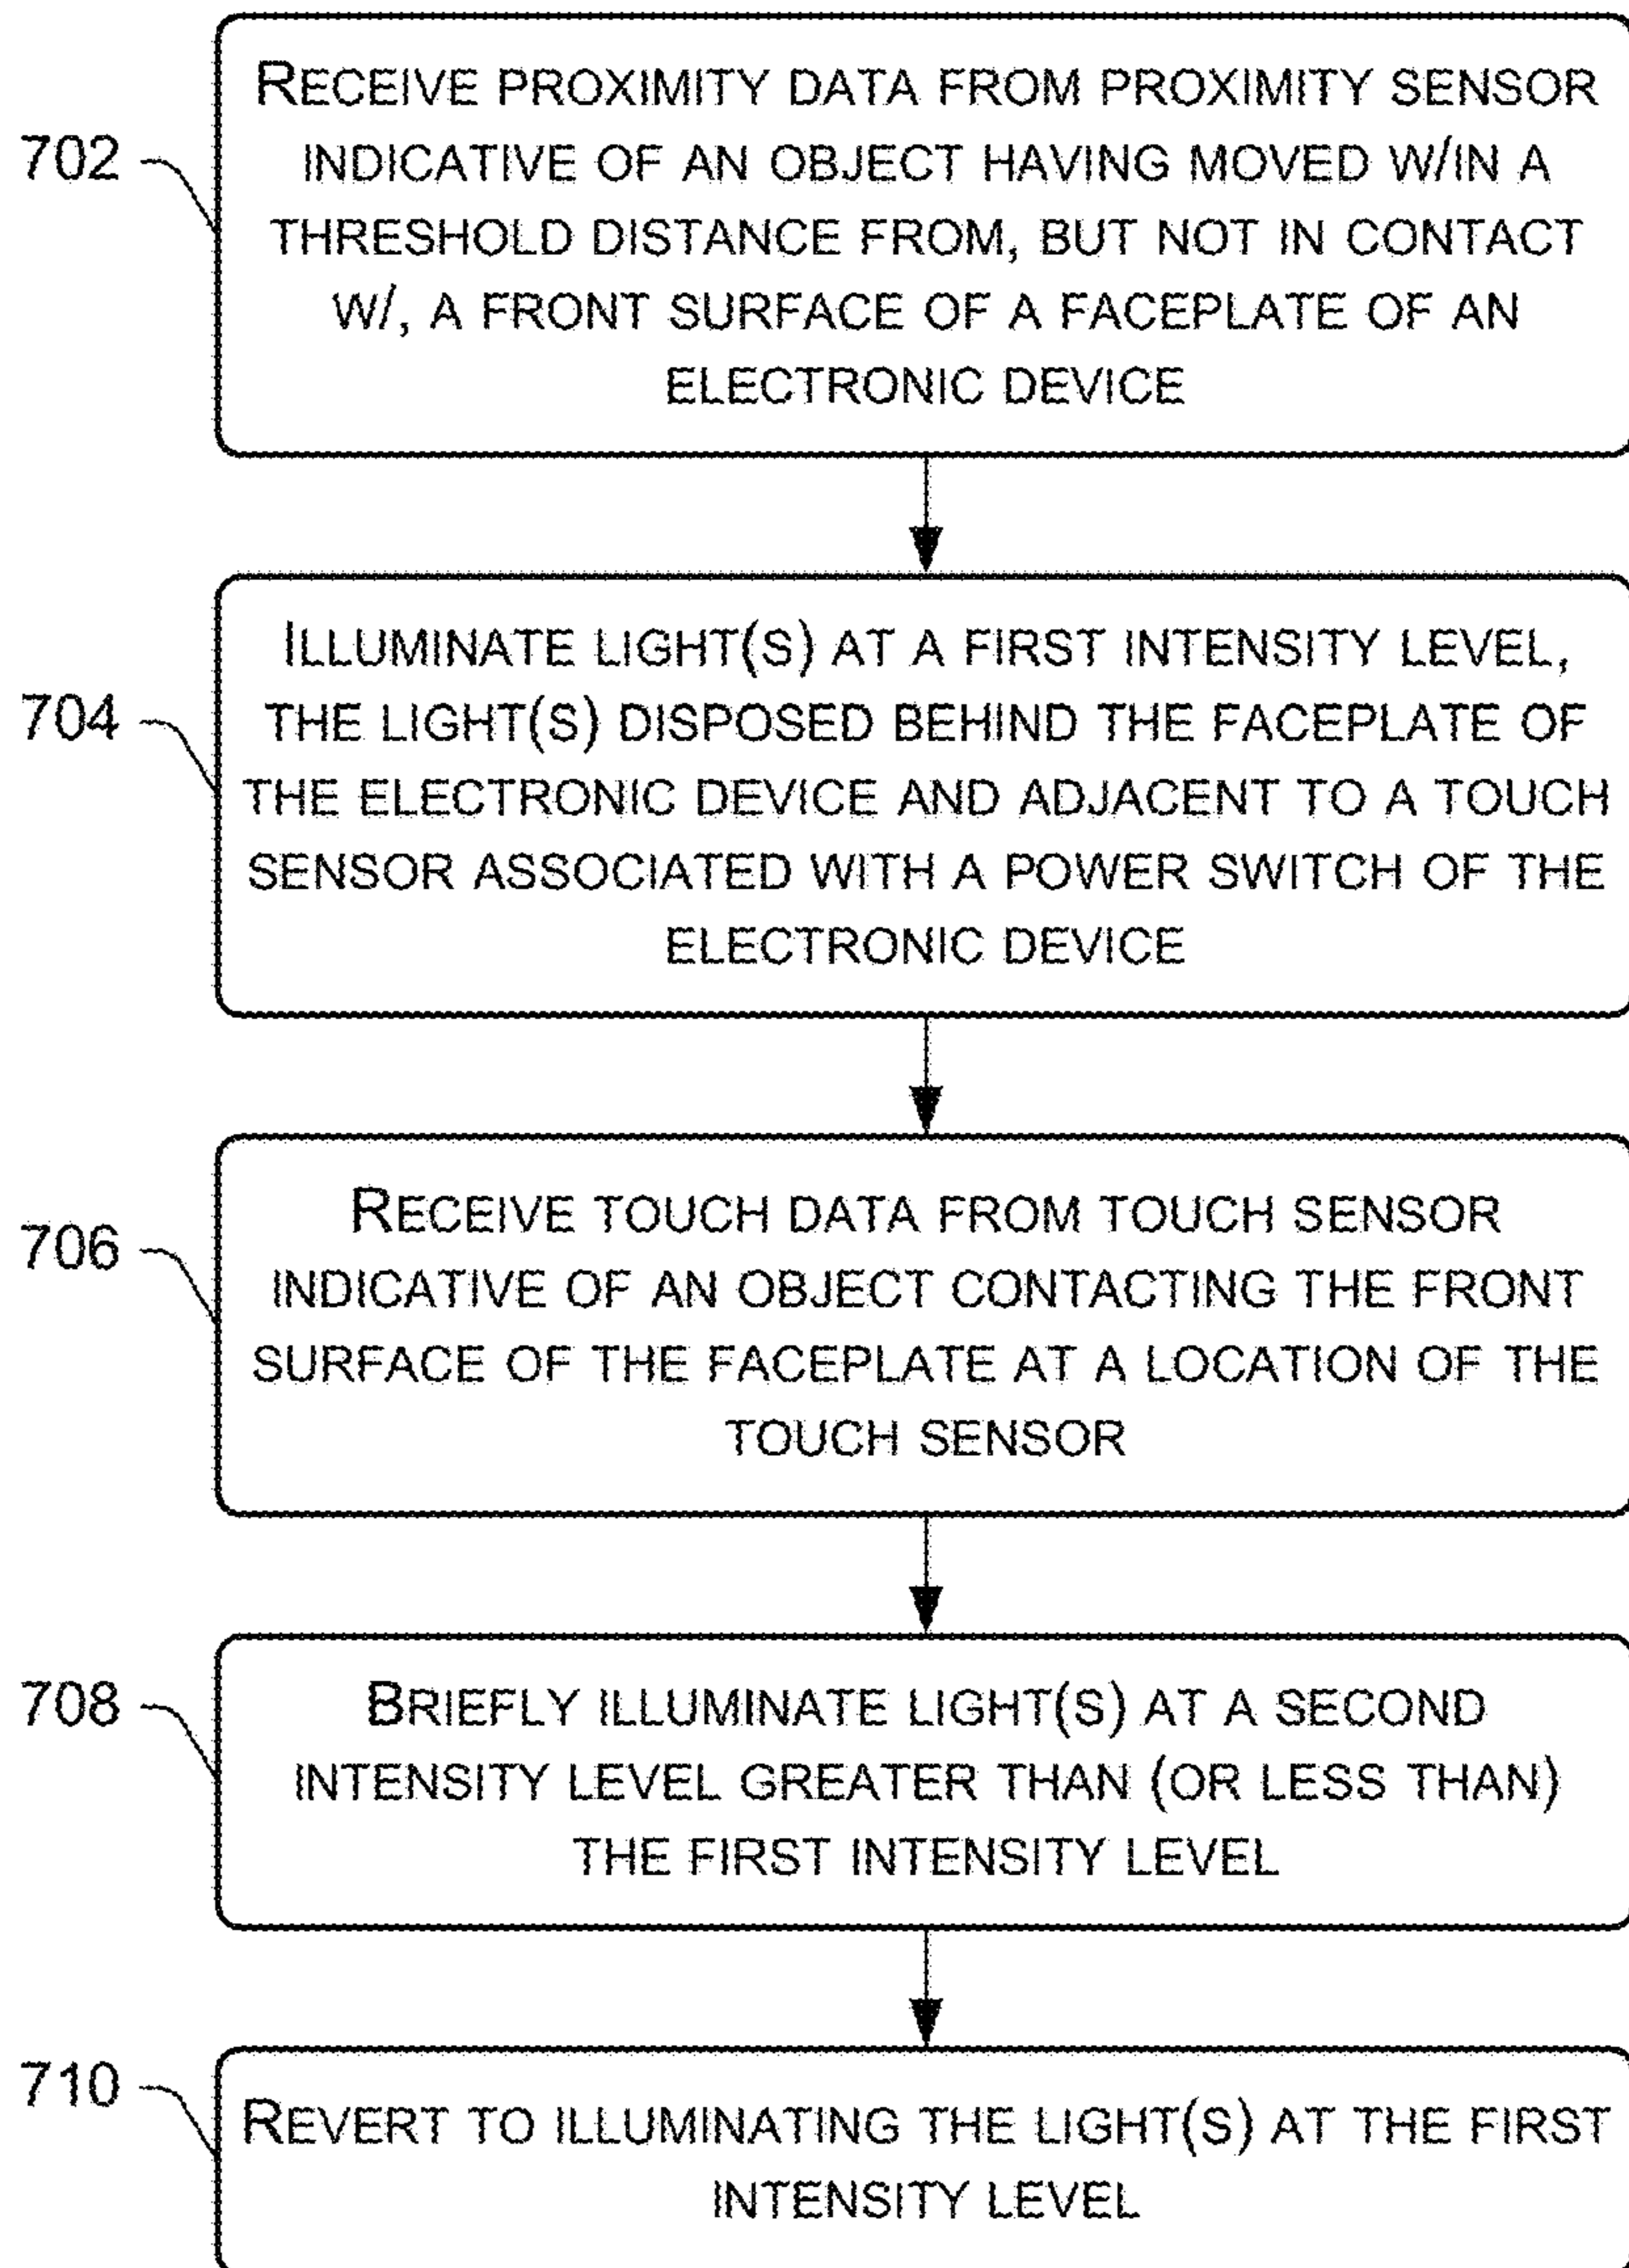 RECEIVE PROXIMITY DATA FROM PROXIMITY SENSOR
702
INDICATIVE OF AN OBJECT HAVING MOVED W/IN A
THRESHOLD DISTANCE FROM, BUT NOT IN CONTACT
W/, A FRONT SURFACE OF A FACEPLATE OF AN
ELECTRONIC DEVICE
ILLUMINATE LIGHT(S) AT A FIRST INTENSITY LEVEL,
704
THE LIGHT(S) DISPOSED BEHIND THE FACEPLATE OF
THE ELECTRONIC DEVICE AND ADJACENT TO A TOUCH
SENSOR ASSOCIATED WITH A POWER SWITCH OF THE
ELECTRONIC DEVICE
RECEIVE TOUCH DATA FROM TOUCH SENSOR
706
INDICATIVE OF AN OBJECT CONTACTING THE FRONT
SURFACE OF THE FACEPLATE AT A LOCATION OF THE
TOUCH SENSOR
708
BRIEFLY ILLUMINATE LIGHT(S) AT A SECOND
INTENSITY LEVEL GREATER THAN (OR LESS THAN)
THE FIRST INTENSITY LEVEL
710
REVERT TO ILLUMINATING THE LIGHT(S) AT THE FIRST
INTENSITY LEVEL